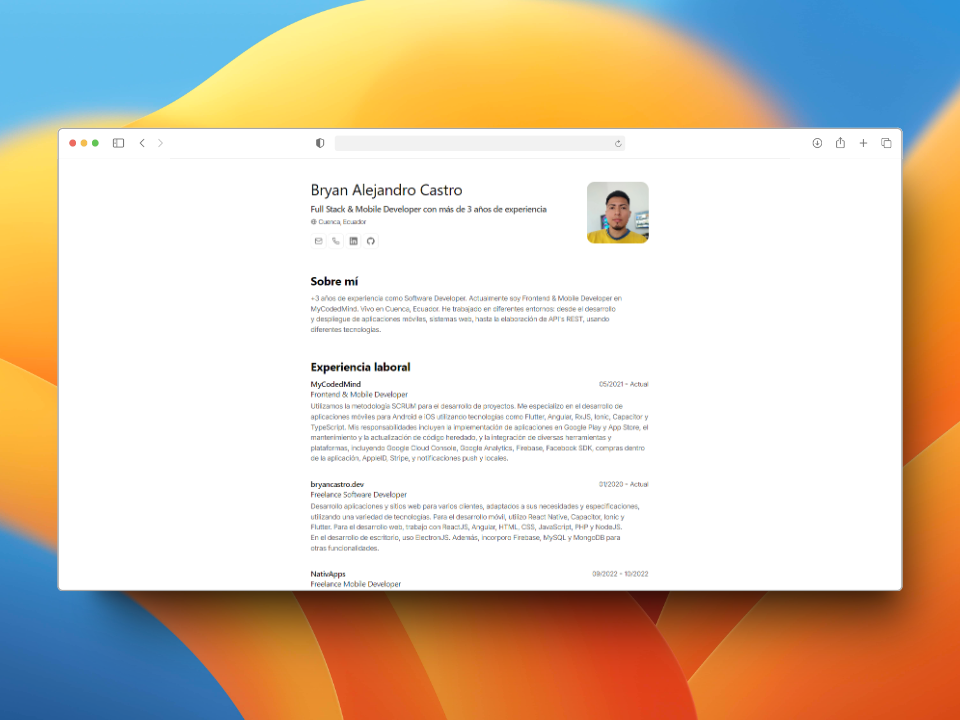 Bryan Alejandro Castro
Full Stack & Mobile Developer con más de 3 años de experiencia
Cuenca, Ecuador
Sobre mí
+3 años de experiencia como Software Developer. Actualmente soy Frontend & Mobile Developer en
MyCodedMind. Vivo en Cuenca, Ecuador. He trabajado en diferentes entornos: desde el desarrollo
y despliegue de aplicaciones móviles, sistemas web, hasta la elaboración de API's REST, usando
diferentes tecnologías.
Experiencia laboral
MyCodedMind 05/2021 - Actual
Frontend & Mobile Developer
Utilizamos la metodología SCRUM para el desarrollo de proyectos. Me especializo en el desarrollo de
aplicaciones móviles para Android e iOS utilizando tecnologías como Flutter, Angular, RxJS, Ionic, Capacitor y
TypeScript. Mis responsabilidades incluyen la implementación de aplicaciones en Google Play y App Store, el
mantenimiento y la actualización de código heredado, y la integración de diversas herramientas y
plataformas, incluyendo Google Cloud Console, Google Analytics, Firebase, Facebook SDK, compras dentro
de la aplicación, AppleID, Stripe, y notificaciones push y locales.
bryancastro.dev 01/2020 - Actual
Freelance Software Developer
Desarrollo aplicaciones y sitios web para varios clientes, adaptados a sus necesidades y especificaciones,
utilizando una variedad de tecnologías. Para el desarrollo móvil, utilizo React Native, Capacitor, Ionic y
Flutter. Para el desarrollo web, trabajo con ReactJS, Angular, HTML, CSS, JavaScript, PHP y NodeJS.
En el desarrollo de escritorio, uso ElectronJS. Además, incorporo Firebase, MySQL y MongoDB para
otras funcionalidades.
NativApps 09/2022 - 10/2022
Freelance Mobile Developer